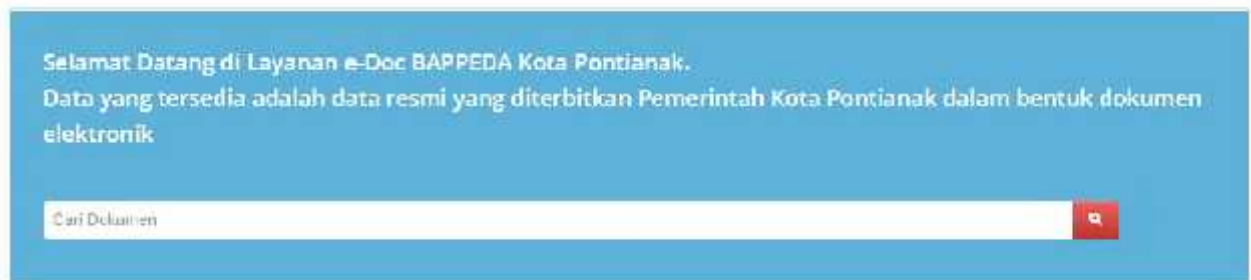 Selamat Datang di Layanan e-Doc BAPPEDA Kota Pontianak.
Data yang tersedia adalah data resmi yang diterbitkan Pemerintah Kota Pontianak dalam bentuk dokumen
elektronik
Cari Dokumen